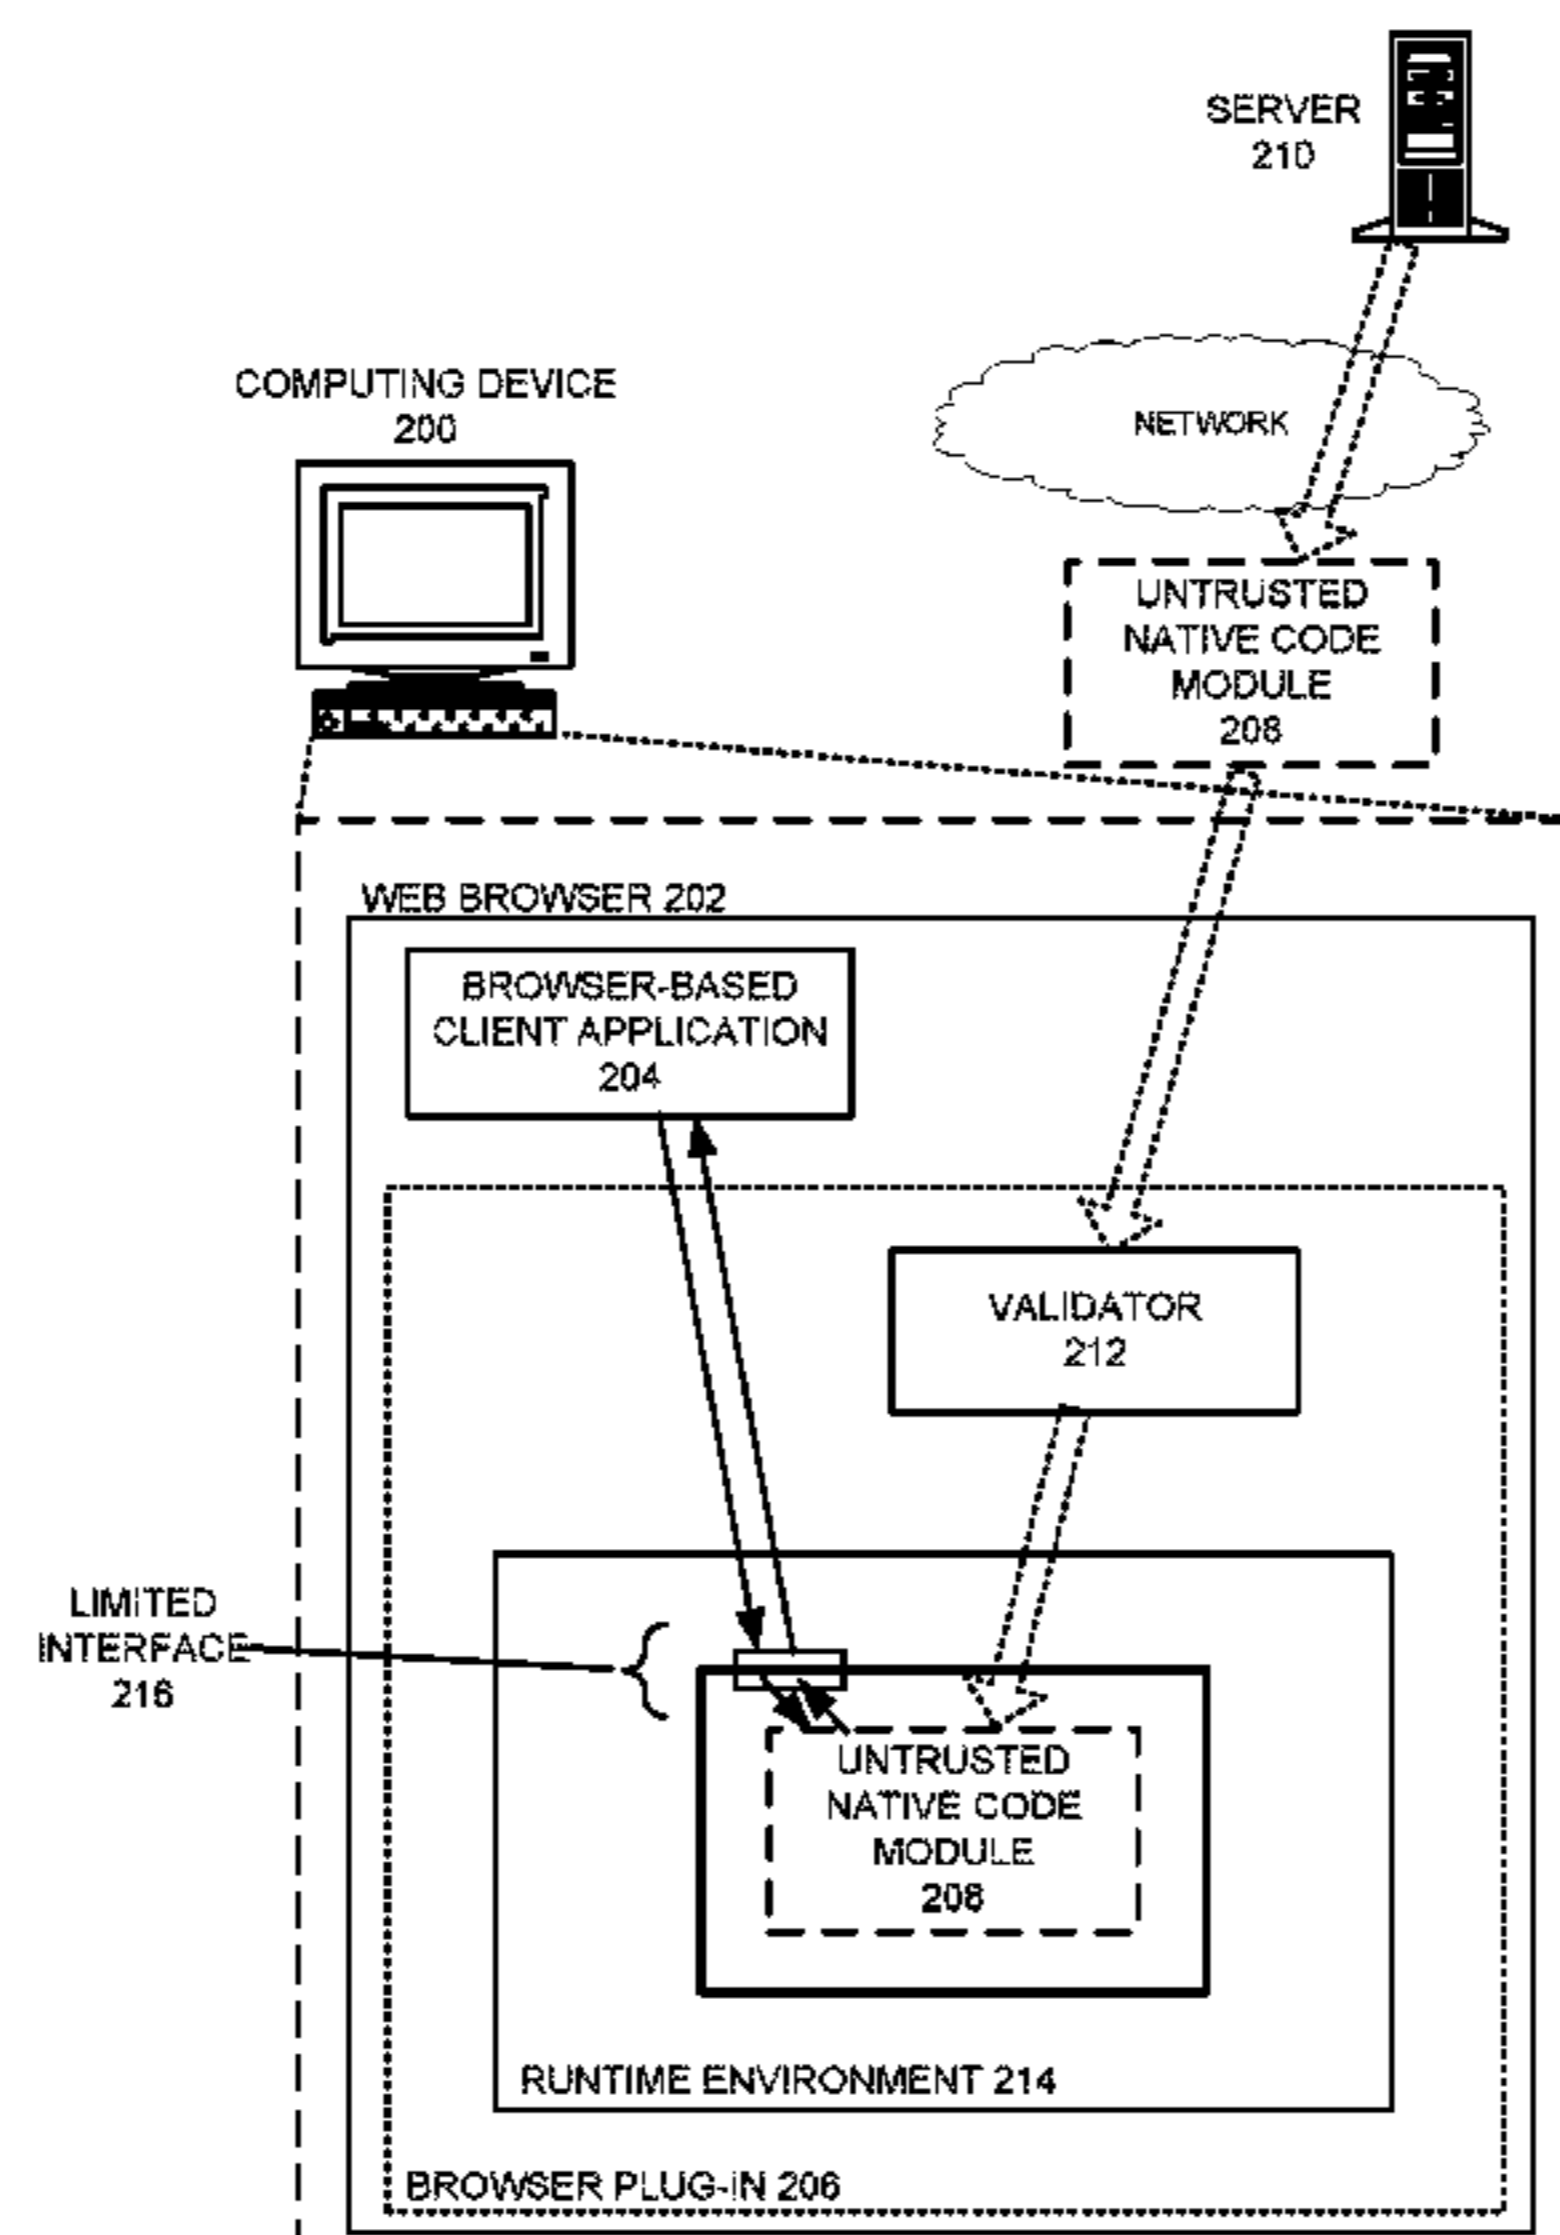 SERVER
210
NETWORK
COMPUTING DEVICE
200
UNTRUSTED
NATIVE CODE
MODULE
208
WEB BROWSER 202
BROWSER-BASED
CLIENT APPLICATION
204
VALIDATOR
212
LIMITED
INTERFACE
216
UNTRUSTED
NATIVE CODE
MODULE
208
RUNTIME ENVIRONMENT 214
BROWSER PLUG-IN 206